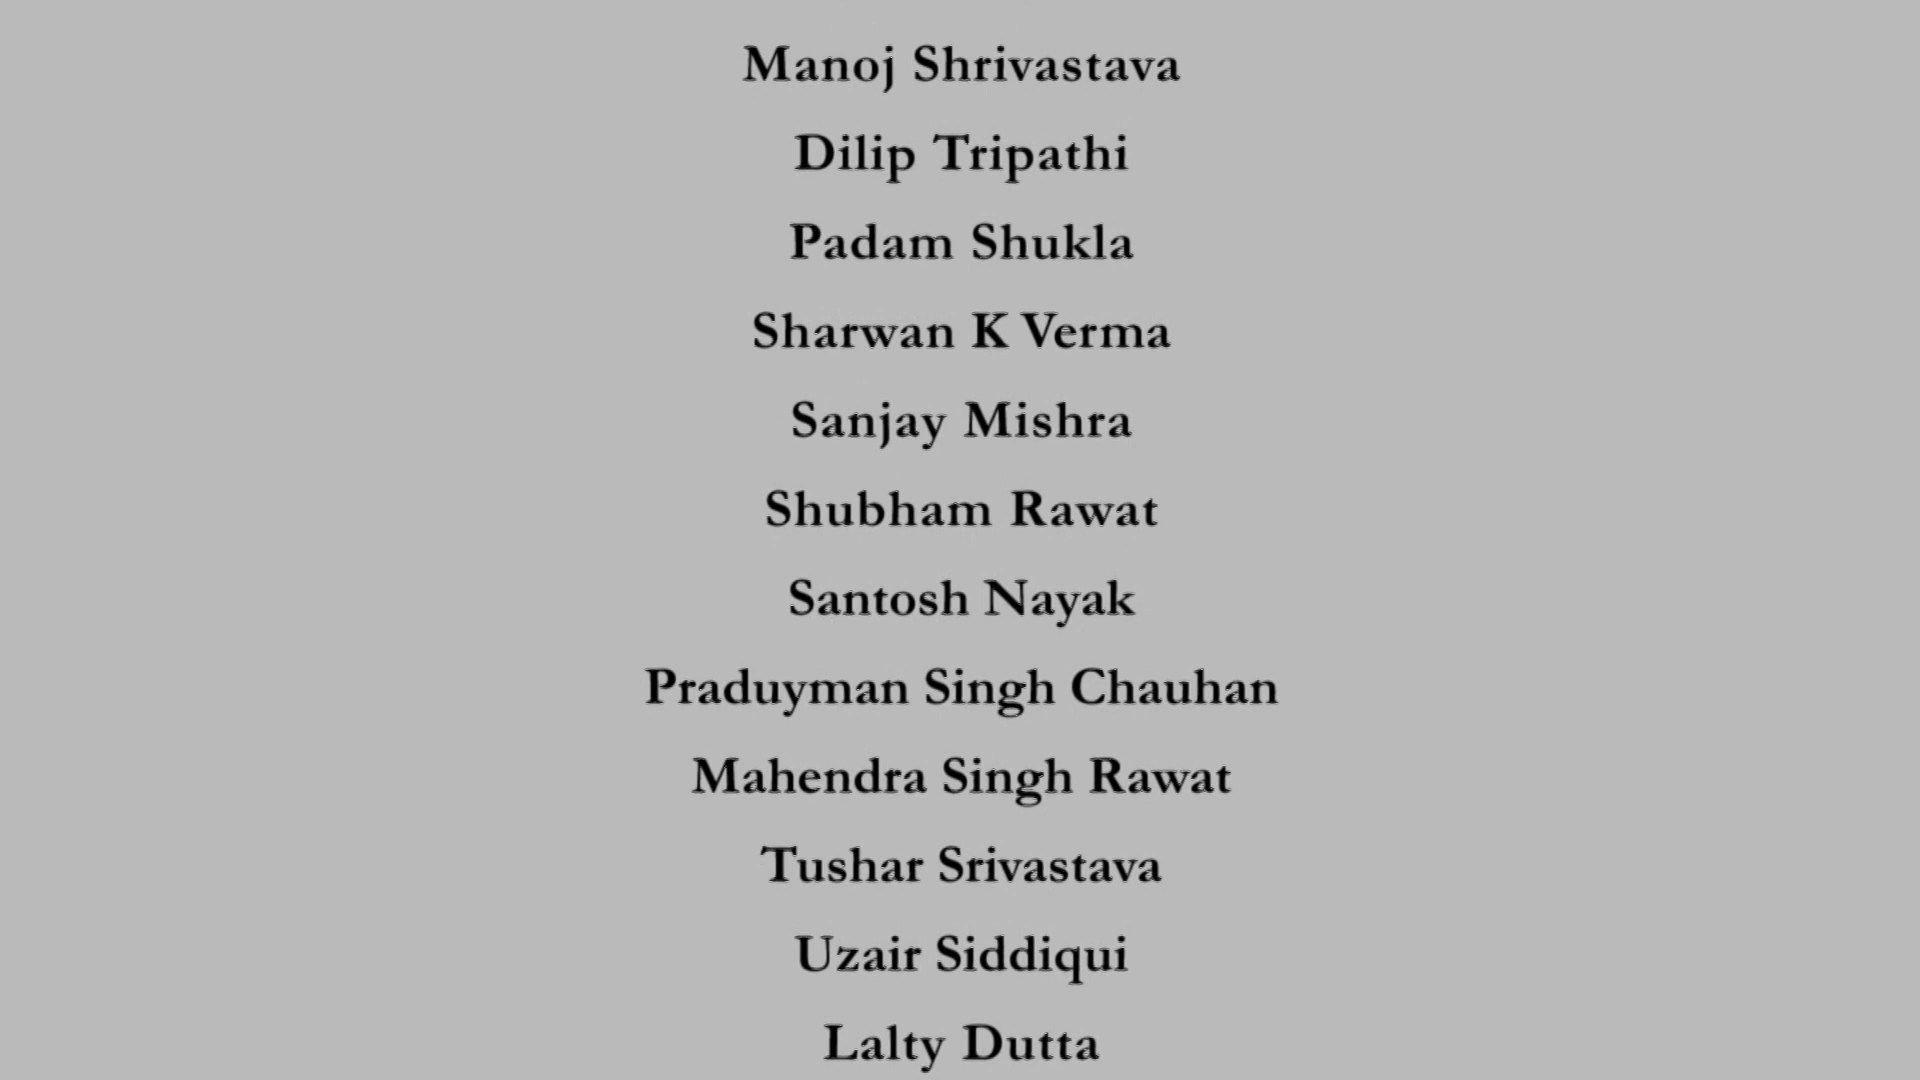 Manoj Shrivastava
Dilip Tripathi
Padam Shukla
Sharwan K Verma
Sanjay Mishra
Shubham Rawat
Santosh Nayak
Praduyman Singh Chauhan
Mahendra Singh Rawat
Tushar Srivastava
Uzair Siddiqui
Lalty Dutta